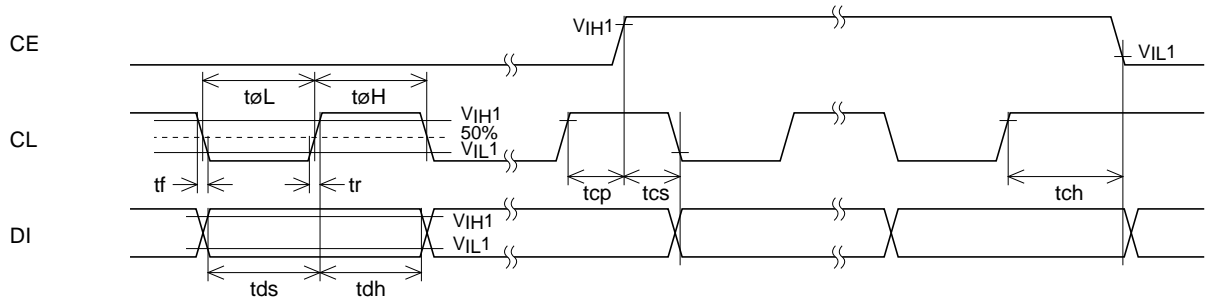 CE
VIH1
VIL1
tøL
tøH
CL
VIH1
50%
VIL1
tf
tr
tcp
tcs
tch
DI
VIH1
VIL1
tds
tdh